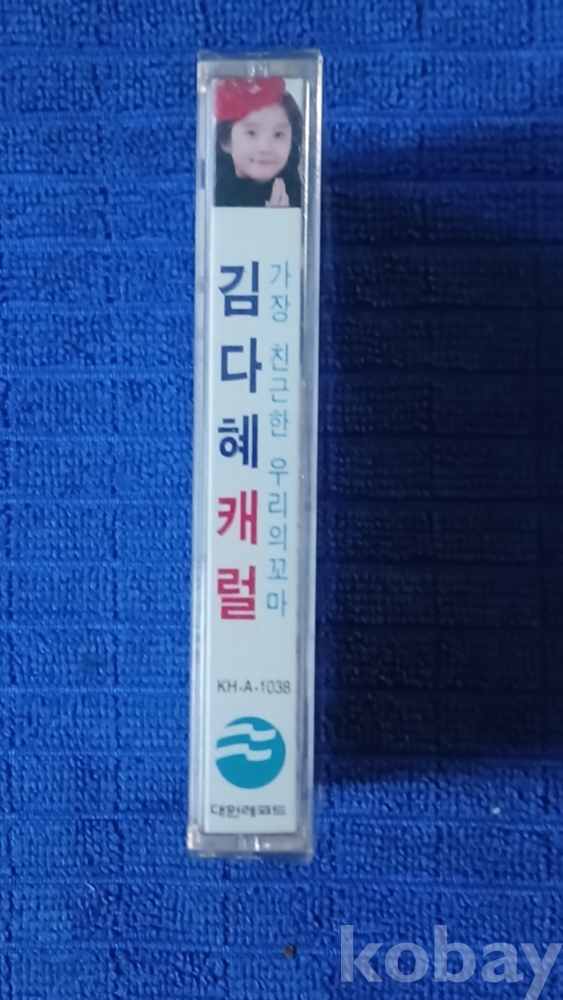 김다혜캐럴
가장 친근한 우리의꼬마
KH-A-1038
대원레코드
kobay